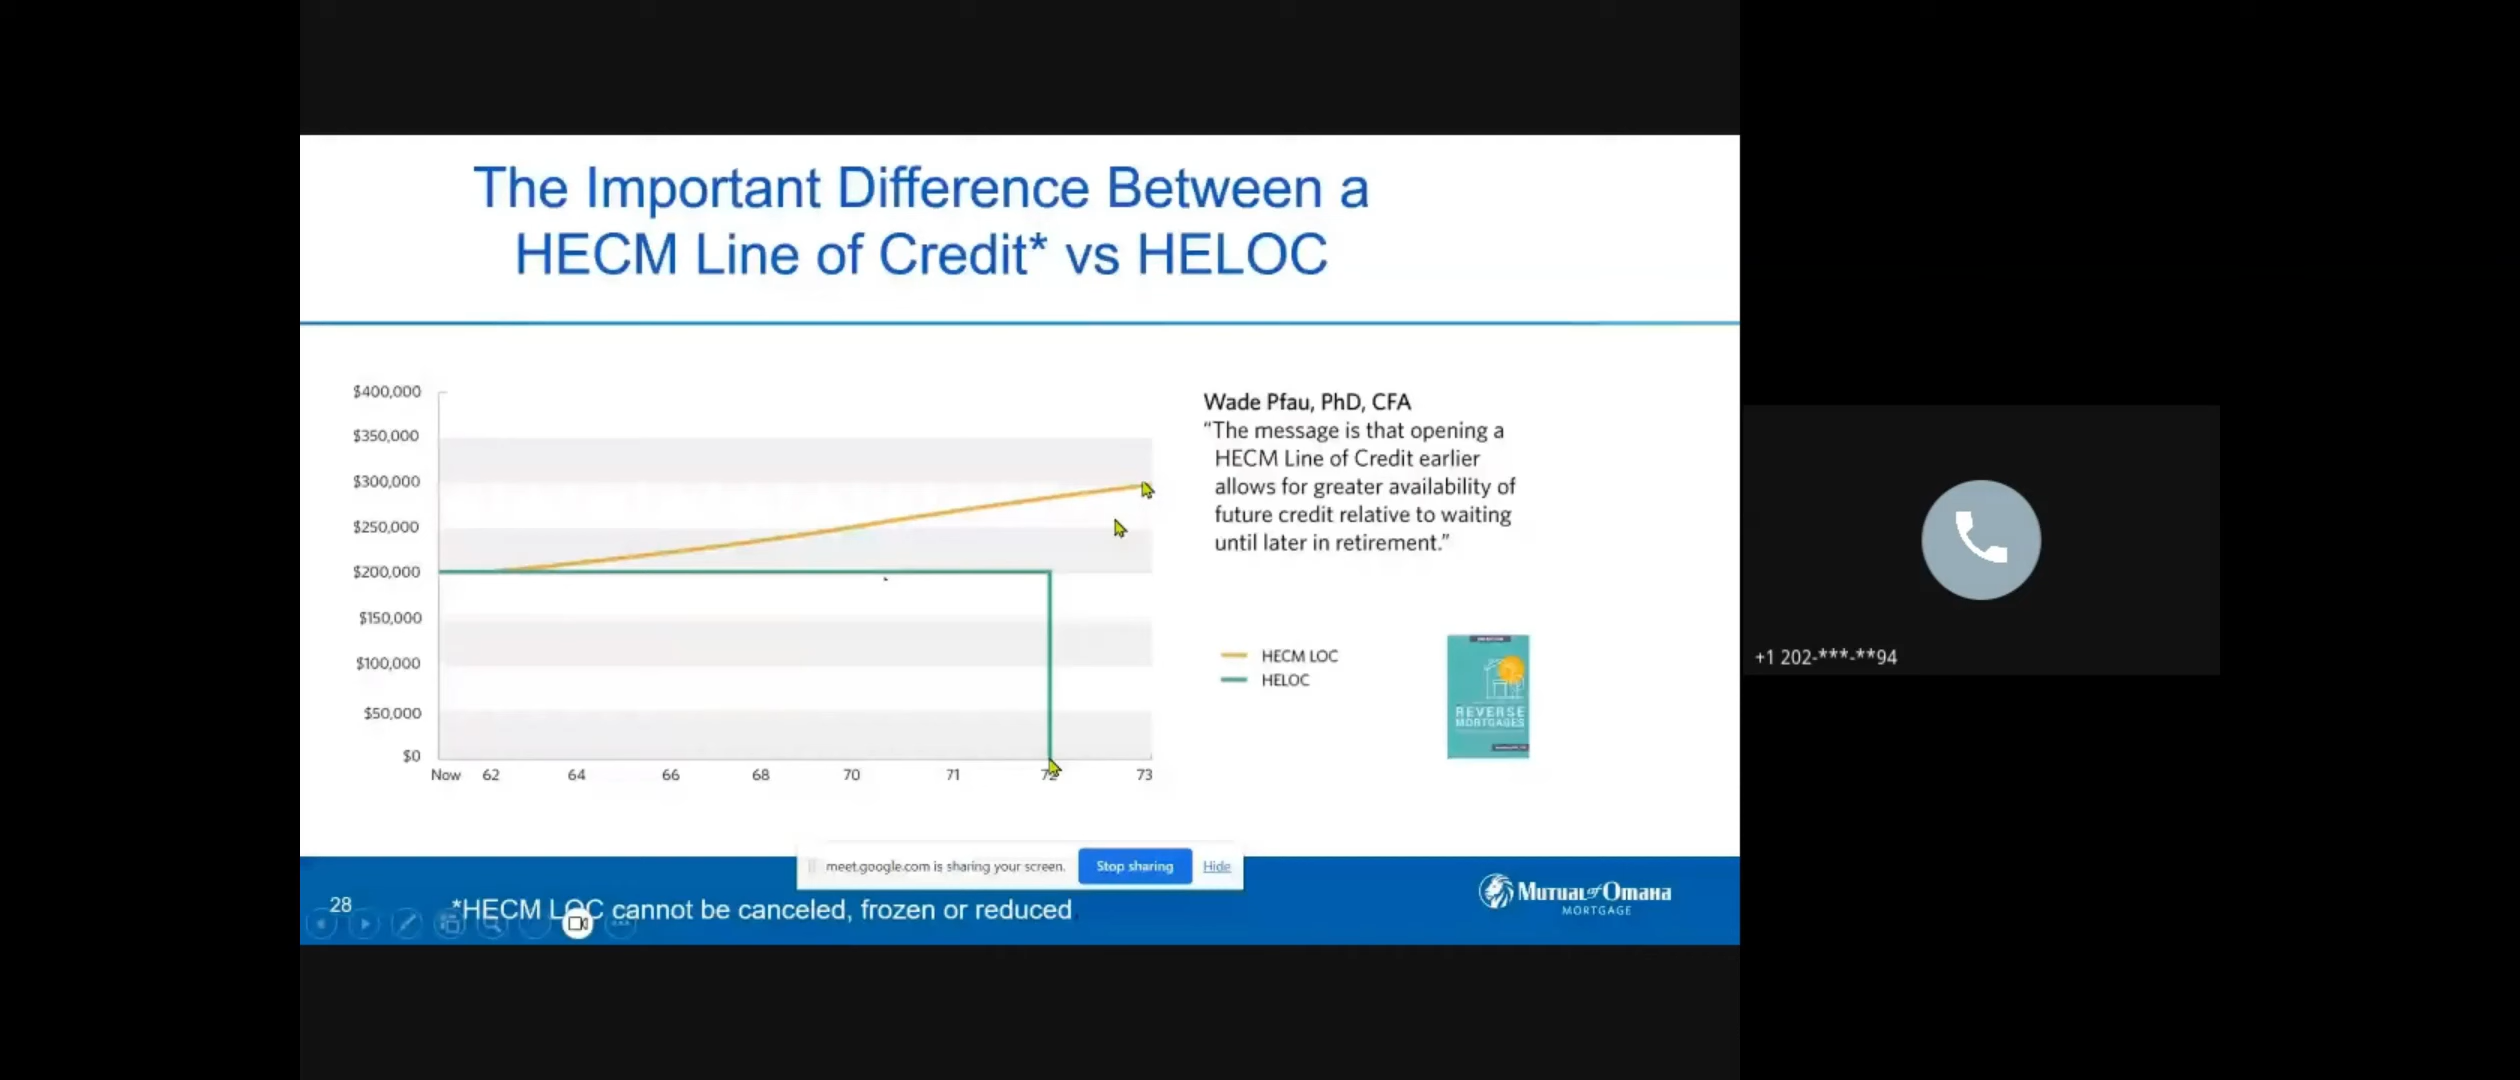 The Important Difference Between a
HECM Line of Credit* vs HELOC
$400,000
$350,000
$300,000
$250,000
$200,000
$150,000
$100,000
$50,000
$0
Now 62 64 66 68 70 71 72 73
Wade Pfau, PhD, CFA
“The message is that opening a
HECM Line of Credit earlier
allows for greater availability of
future credit relative to waiting
until later in retirement.”
HECM LOC
HELOC
REVERSE
MORTGAGES
meet.google.com is sharing your screen.
Stop sharing
Hide
28
*HECM LOC cannot be canceled, frozen or reduced
Mutual of Omaha
MORTGAGE
+1 202-***-**94